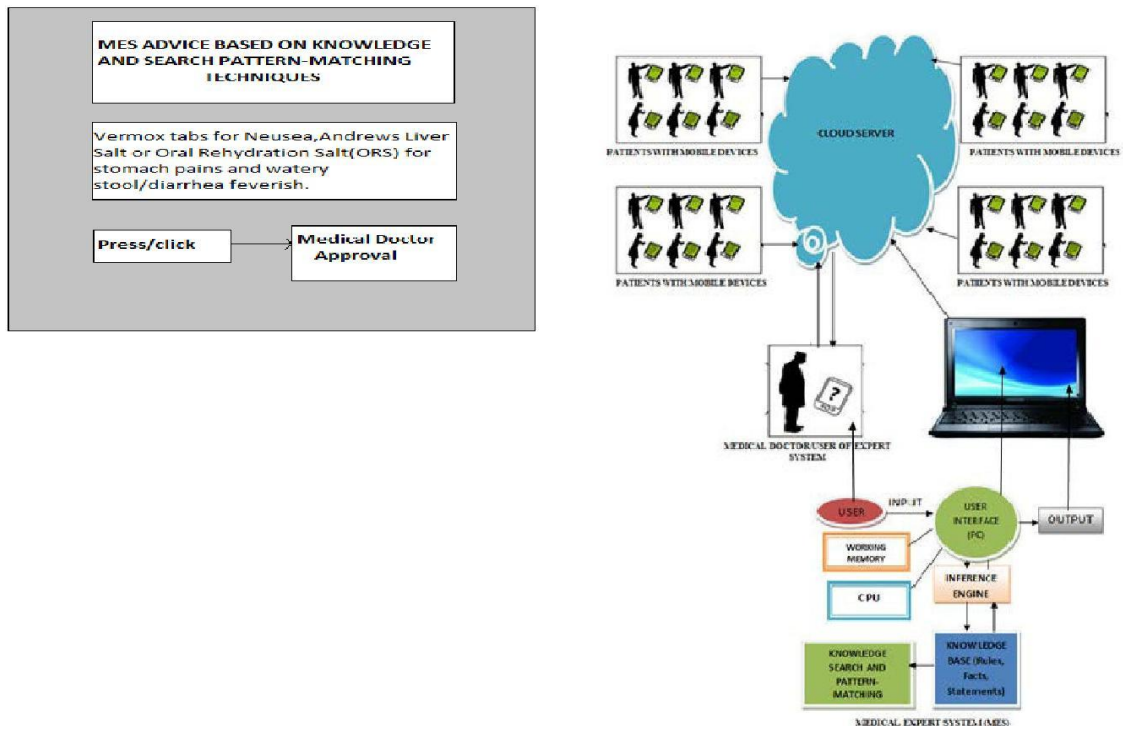 MES ADVICE BASED ON KNOWLEDGE
AND SEARCH PATTERN-MATCHING
TECHNIQUES
Vermox tabs for Neusea,Andrews Liver
Salt or Oral Rehydration Salt(ORS) for
stomach pains and watery
stool/diarrhea feverish.
Press/click
Medical Doctor
Approval
CLOUD SERVER
PATIENTS WITH MOBILE DEVICES
PATIENTS WITH MOBILE DEVICES
PATIENTS WITH MOBILE DEVICES
PATIENTS WITH MOBILE DEVICES
?
MEDICAL DOCTOR/USER OF EXPERT
SYSTEM
USER
INPUT
USER
INTERFACE
(PC)
OUTPUT
WORKING
MEMORY
CPU
INFERENCE
ENGINE
KNOWLEDGE
SEARCH AND
PATTERN-
MATCHING
KNOWLEDGE
BASE (Rules,
Facts,
Statements)
MEDICAL EXPERT SYSTEM (MES)